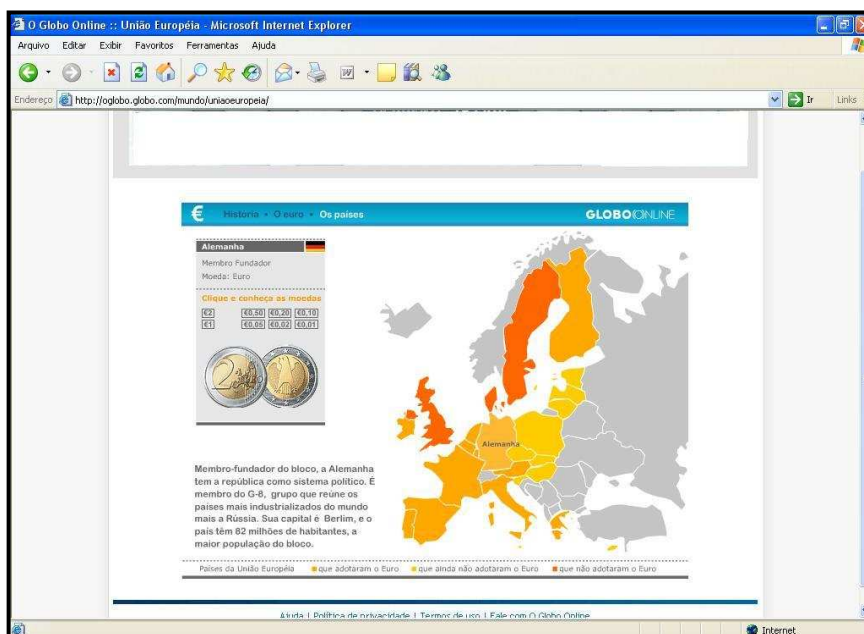 O Globo Online :: União Européia - Microsoft Internet Explorer
Arquivo Editar Exibir Favoritos Ferramentas Ajuda
Endereço http://oglobo.globo.com/mundo/uniaoeuropeia/ Ir Links
€ Historia • O euro • Os países GLOBO ONLINE
Alemanha
Membro Fundador
Moeda: Euro
Clique e conheça as moedas
€2 €0,50 €0,20 €0,10
€1 €0,05 €0,02 €0,01
2
Alemanha
Membro-fundador do bloco, a Alemanha
tem a república como sistema político. É
membro do G-8, grupo que reúne os
países mais industrializados do mundo
mais a Rússia. Sua capital é Berlim, e o
país têm 82 milhões de habitantes, a
maior população do bloco.
Países da União Européia que adotaram o Euro que ainda não adotaram o Euro que não adotaram o Euro
Ajuda | Política de privacidade | Termos de uso | Fale com O Globo Online
Internet